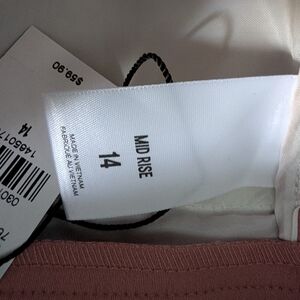 MID RISE
14
MADE IN VIETNAM
FABRIQUÉ AU VIETNAM
$59.90
14